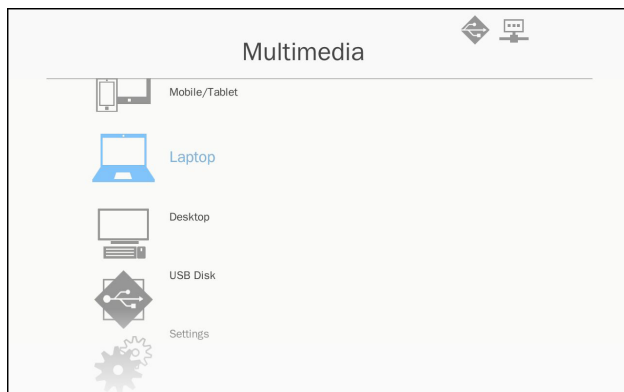 Multimedia
Mobile/Tablet
Laptop
Desktop
USB Disk
Settings